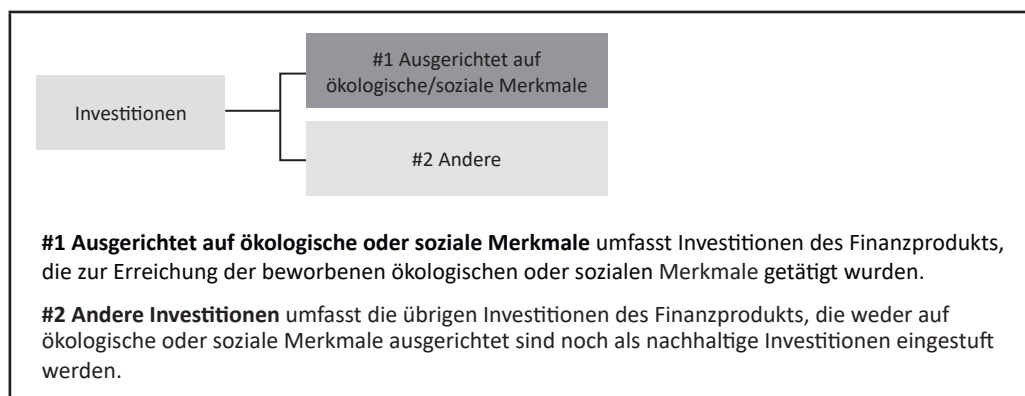 #1 Ausgerichtet auf
ökologische/soziale Merkmale
Investitionen
#2 Andere
#1 Ausgerichtet auf ökologische oder soziale Merkmale umfasst Investitionen des Finanzprodukts,
die zur Erreichung der beworbenen ökologischen oder sozialen Merkmale getätigt wurden.
#2 Andere Investitionen umfasst die übrigen Investitionen des Finanzprodukts, die weder auf
ökologische oder soziale Merkmale ausgerichtet sind noch als nachhaltige Investitionen eingestuft
werden.